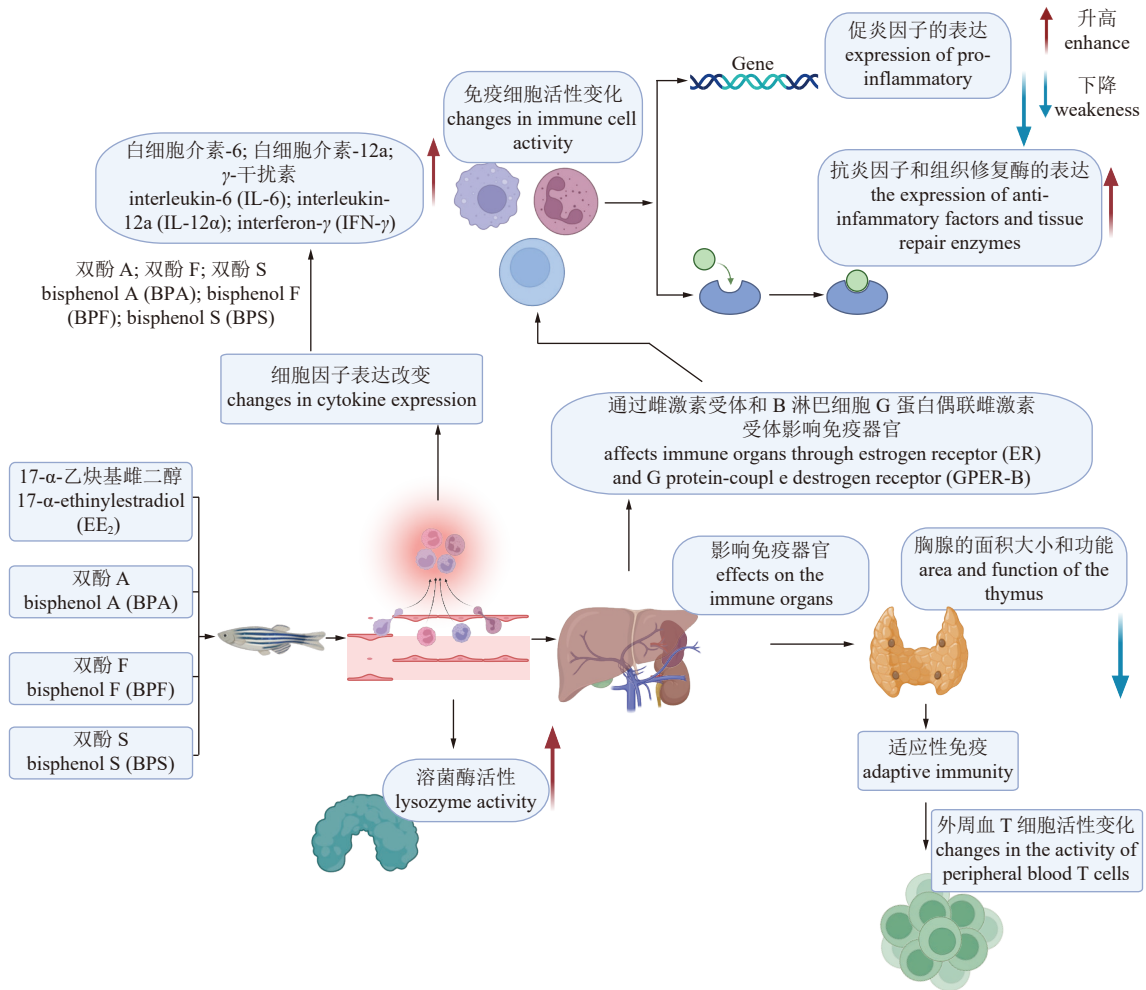 促炎因子的表达
expression of pro-
inflammatory
升高
enhance
下降
weakeness
Gene
免疫细胞活性变化
changes in immune cell
activity
白细胞介素-6; 白细胞介素-12a;
γ-干扰素
interleukin-6 (IL-6); interleukin-
12a (IL-12α); interferon-γ (IFN-γ)
抗炎因子和组织修复酶的表达
the expression of anti-
infammatory factors and tissue
repair enzymes
双酚 A; 双酚 F; 双酚 S
bisphenol A (BPA); bisphenol F
(BPF); bisphenol S (BPS)
细胞因子表达改变
changes in cytokine expression
通过雌激素受体和 B 淋巴细胞 G 蛋白偶联雌激素
受体影响免疫器官
affects immune organs through estrogen receptor (ER)
and G protein-coupl e destrogen receptor (GPER-B)
17-α-乙炔基雌二醇
17-α-ethinylestradiol
(EE₂)
双酚 A
bisphenol A (BPA)
双酚 F
bisphenol F (BPF)
双酚 S
bisphenol S (BPS)
影响免疫器官
effects on the
immune organs
胸腺的面积大小和功能
area and function of the
thymus
溶菌酶活性
lysozyme activity
适应性免疫
adaptive immunity
外周血 T 细胞活性变化
changes in the activity of
peripheral blood T cells